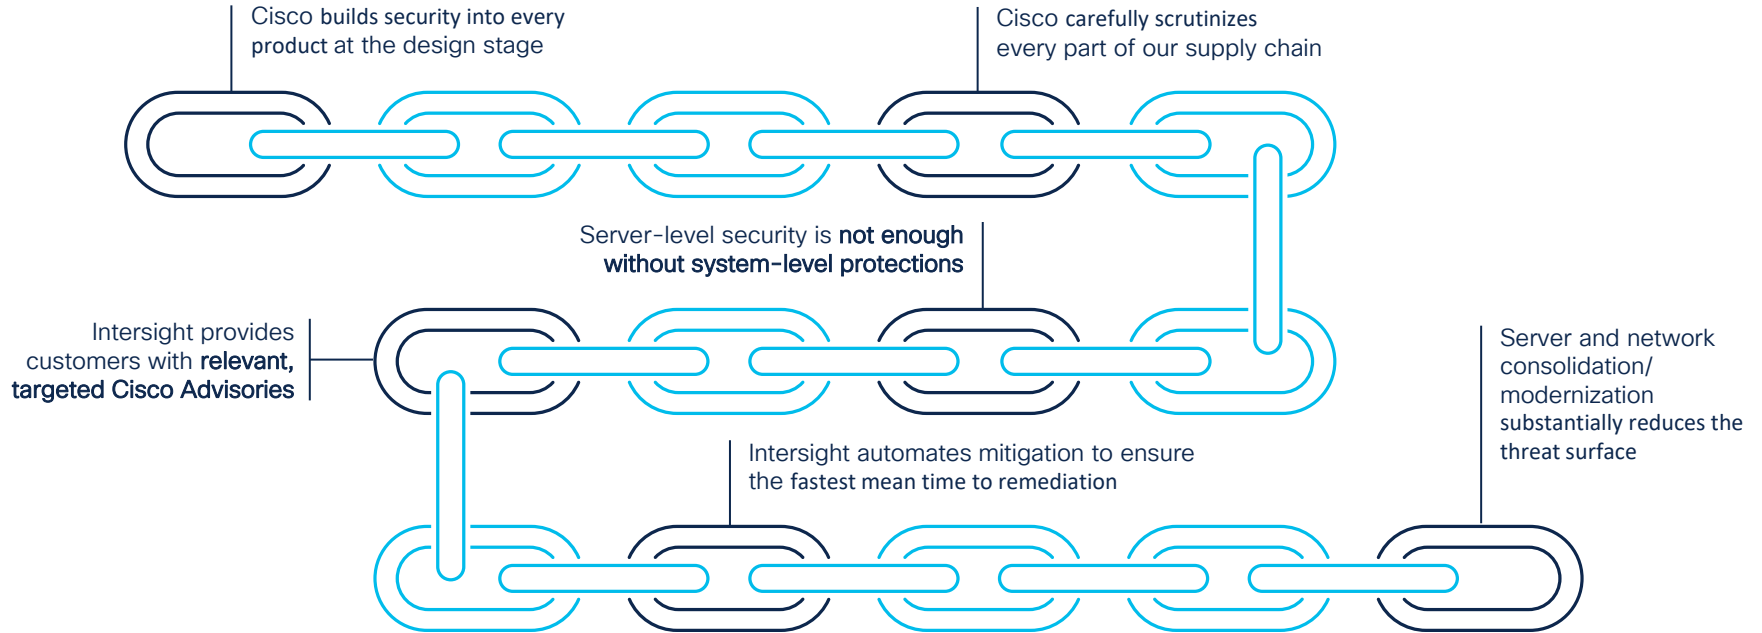 Cisco builds security into every
product at the design stage
Cisco carefully scrutinizes
every part of our supply chain
Server-level security is not enough
without system-level protections
Intersight provides
customers with relevant,
targeted Cisco Advisories
Server and network
consolidation/
modernization
substantially reduces the
threat surface
Intersight automates mitigation to ensure
the fastest mean time to remediation